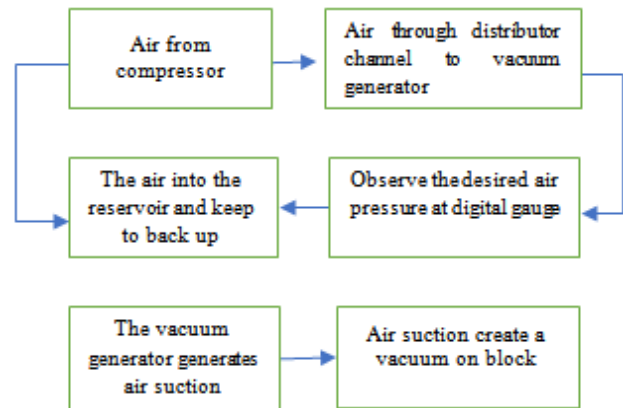 Air from
compressor
Air through distributor
channel to vacuum
generator
The air into the
reservoir and keep
to back up
Observe the desired air
pressure at digital gauge
The vacuum
generator generates
air suction
Air suction create a
vacuum on block